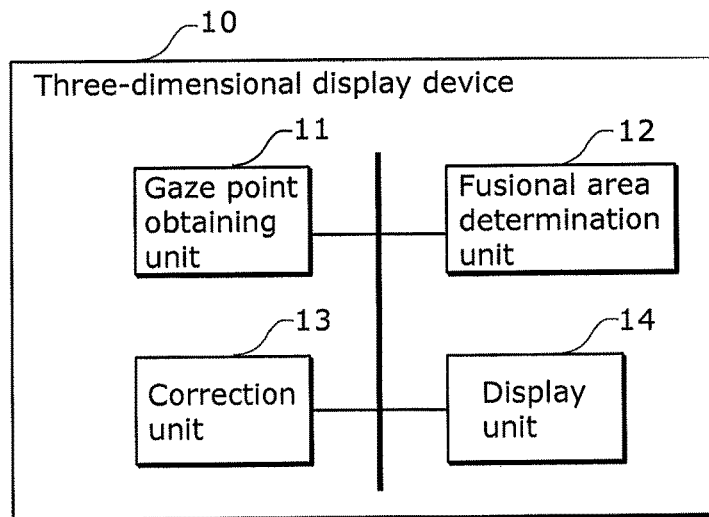 10
Three-dimensional display device
11
Gaze point
obtaining
unit
12
Fusional area
determination
unit
13
Correction
unit
14
Display
unit